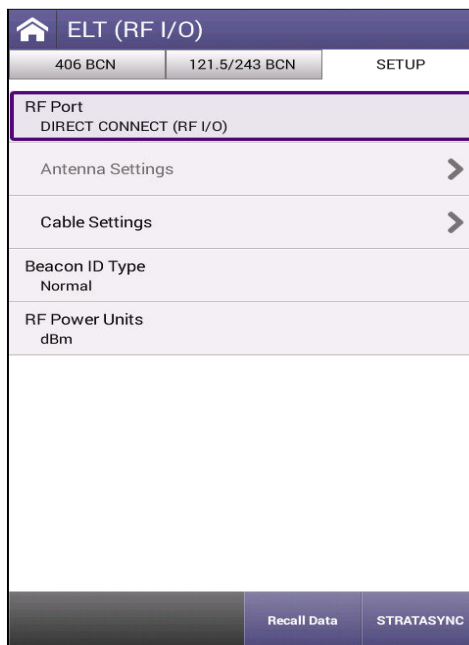 ELT (RF I/O)
406 BCN
121.5/243 BCN
SETUP
RF Port
DIRECT CONNECT (RF I/O)
Antenna Settings
Cable Settings
Beacon ID Type
Normal
RF Power Units
dBm
Recall Data
STRATASYNC